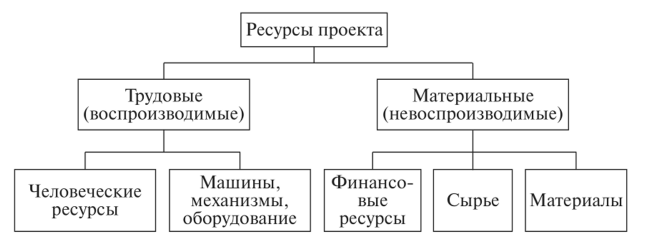 Ресурсы проекта
Трудовые
(воспроизводимые)
Материальные
(невоспроизводимые)
Человеческие
ресурсы
Машины,
механизмы,
оборудование
Финансо-
вые
ресурсы
Сырье
Материалы